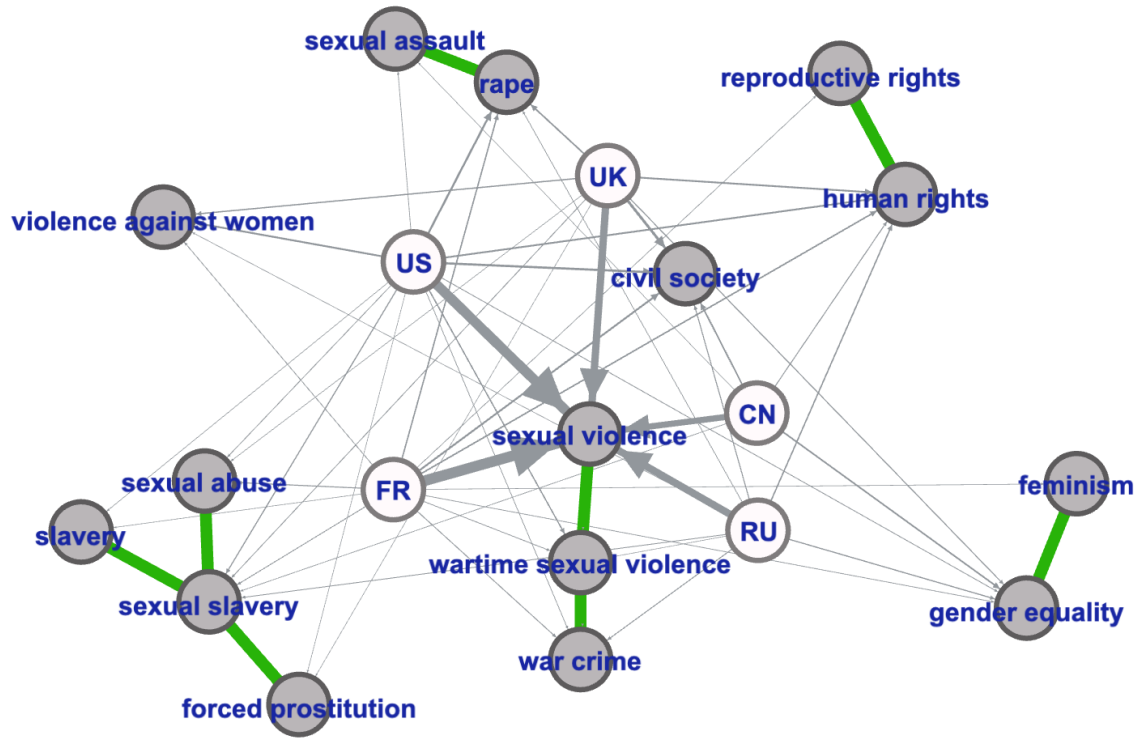 sexual assault
rape
reproductive rights
UK
human rights
violence against women
US
civil society
CN
sexual violence
sexual abuse
FR
feminism
slavery
RU
wartime sexual violence
sexual slavery
gender equality
war crime
forced prostitution